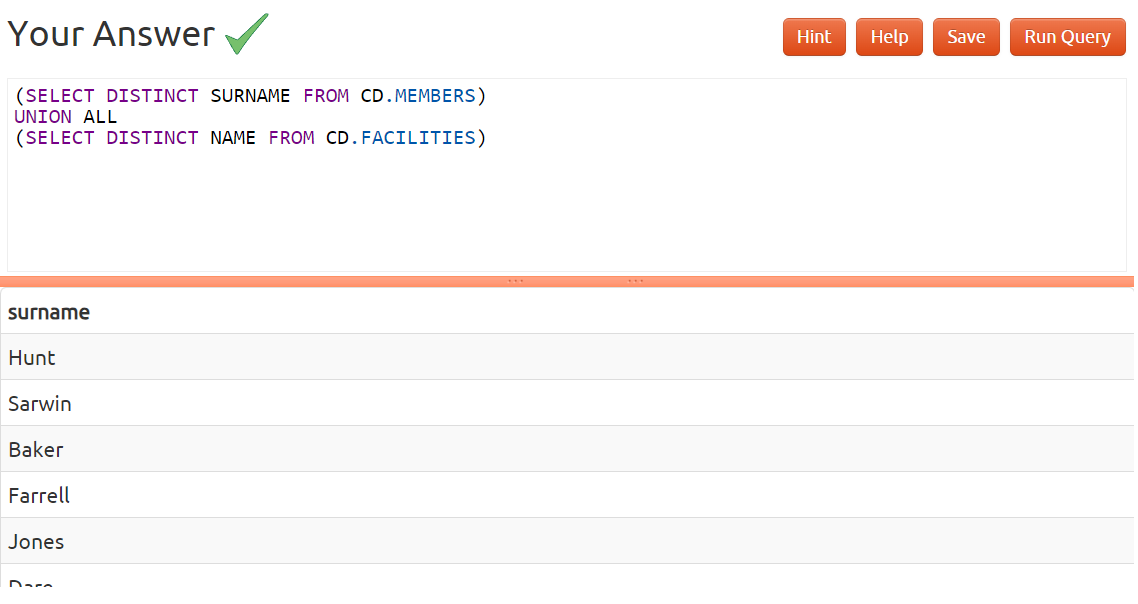 Your Answer
Hint Help Save Run Query
(SELECT DISTINCT SURNAME FROM CD.MEMBERS)
UNION ALL
(SELECT DISTINCT NAME FROM CD.FACILITIES)
surname
Hunt
Sarwin
Baker
Farrell
Jones
Dare